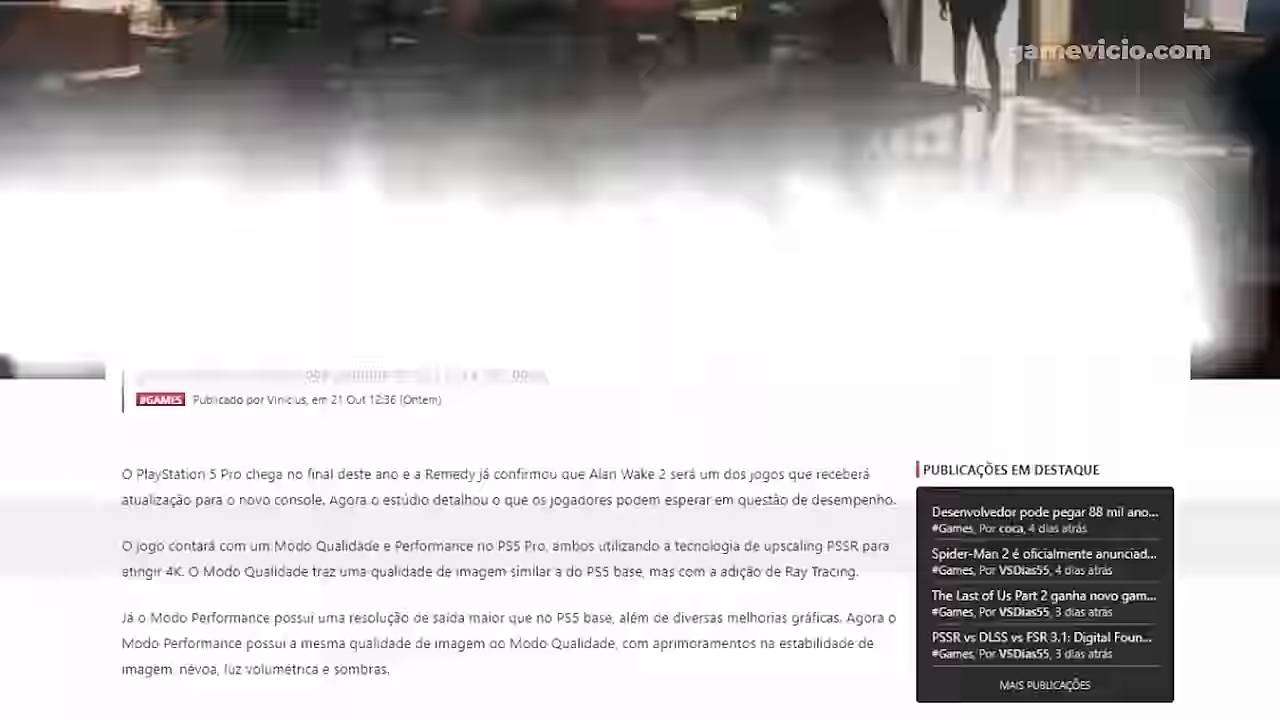 gamevicio.com
#GAMES Publicado por Vinicius, em 21 Out 12:36 (Ontem)
O PlayStation 5 Pro chega no final deste ano e a Remedy já confirmou que Alan Wake 2 será um dos jogos que receberá
atualização para o novo console. Agora o estúdio detalhou o que os jogadores podem esperar em questão de desempenho.
O jogo contará com um Modo Qualidade e Performance no PS5 Pro, ambos utilizando a tecnologia de upscaling PSSR para
atingir 4K. O Modo Qualidade traz uma qualidade de imagem similar a do PS5 base, mas com a adição de Ray Tracing.
Já o Modo Performance possui uma resolução de saída maior que no PS5 base, além de diversas melhorias gráficas. Agora o
Modo Performance possui a mesma qualidade de imagem do Modo Qualidade, com aprimoramentos na estabilidade de
imagem, névoa, luz volumétrica e sombras.
PUBLICAÇÕES EM DESTAQUE
Desenvolvedor pode pegar 88 mil ano...
#Games, Por coca, 4 dias atrás
Spider-Man 2 é oficialmente anunciad...
#Games, Por VSDias55, 4 dias atrás
The Last of Us Part 2 ganha novo gam...
#Games, Por VSDias55, 3 dias atrás
PSSR vs DLSS vs FSR 3.1: Digital Foun...
#Games, Por VSDias55, 3 dias atrás
MAIS PUBLICAÇÕES